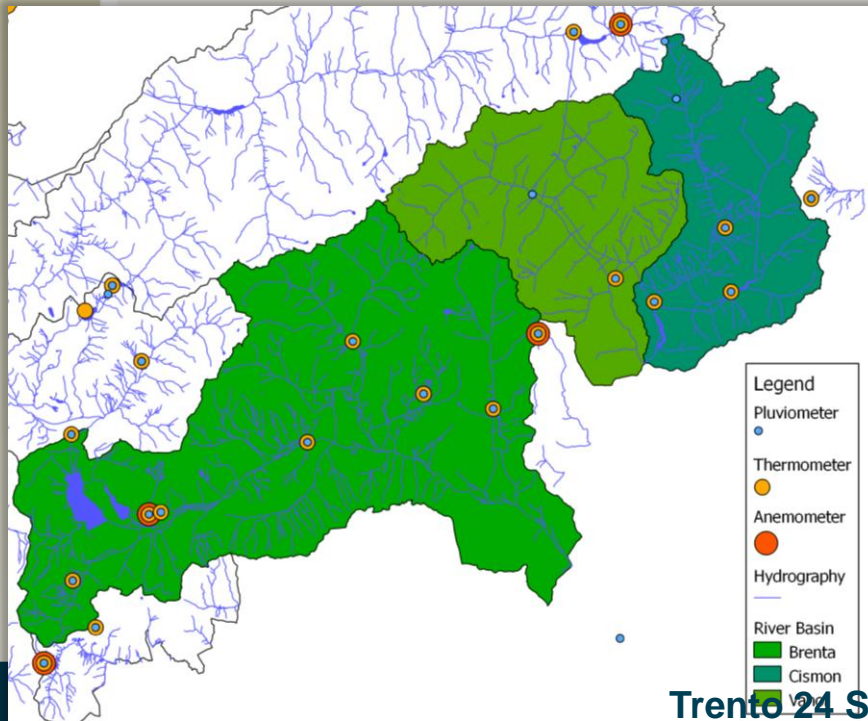 Legend
Pluviometer
Thermometer
Anemometer
Hydrography
River Basin
Brenta
Cismon
Trento 24 S